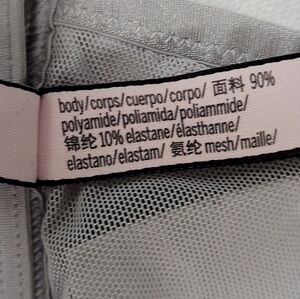 body/corps/cuerpo/corpo/ 面料 90%
polyamide/poliamida/poliammide/
锦纶 10% elastane/élasthanne/
elastano/elastam/ 氨纶 mesh/maille/